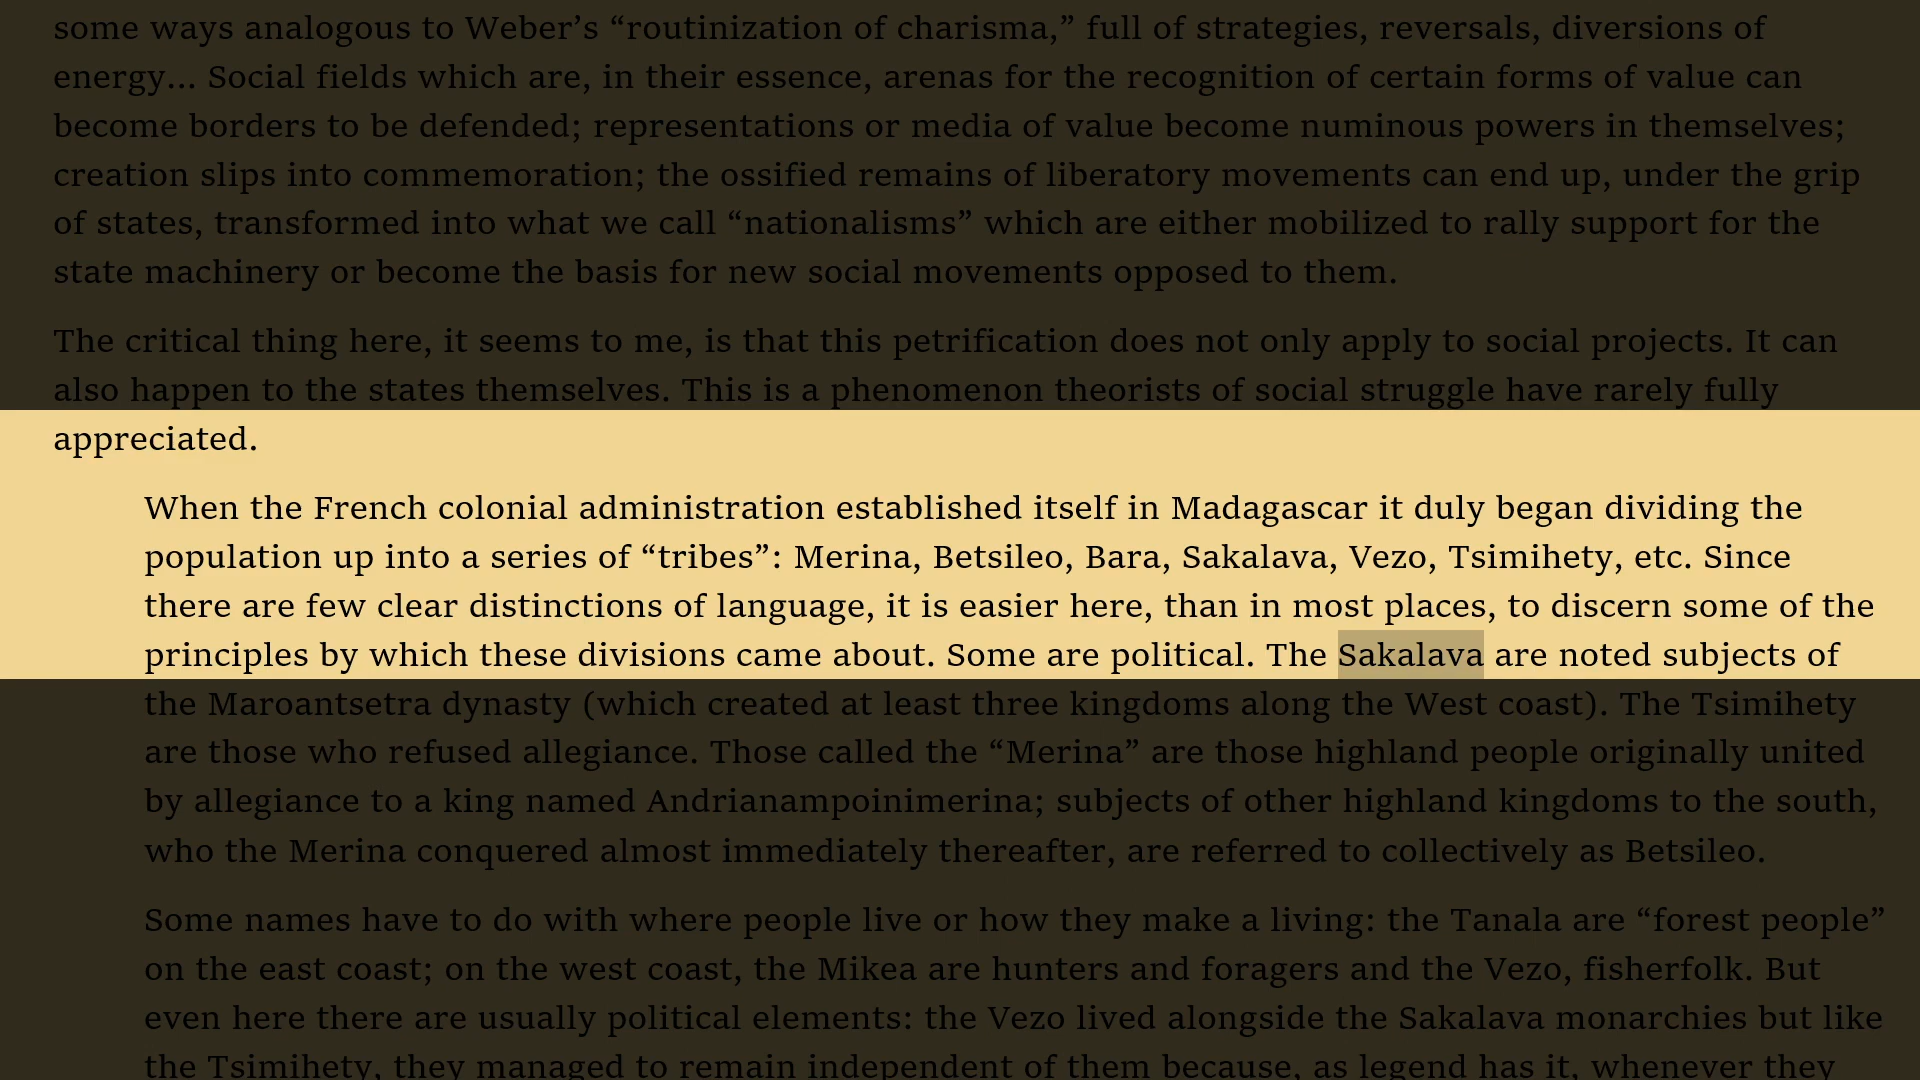 some ways analogous to Weber’s “routinization of charisma,” full of strategies, reversals, diversions of
energy... Social fields which are, in their essence, arenas for the recognition of certain forms of value can
become borders to be defended; representations or media of value become numinous powers in themselves;
creation slips into commemoration; the ossified remains of liberatory movements can end up, under the grip
of states, transformed into what we call “nationalisms” which are either mobilized to rally support for the
state machinery or become the basis for new social movements opposed to them.
The critical thing here, it seems to me, is that this petrification does not only apply to social projects. It can
also happen to the states themselves. This is a phenomenon theorists of social struggle have rarely fully
appreciated.
When the French colonial administration established itself in Madagascar it duly began dividing the
population up into a series of “tribes”: Merina, Betsileo, Bara, Sakalava, Vezo, Tsimihety, etc. Since
there are few clear distinctions of language, it is easier here, than in most places, to discern some of the
principles by which these divisions came about. Some are political. The Sakalava are noted subjects of
the Maroantsetra dynasty (which created at least three kingdoms along the West coast). The Tsimihety
are those who refused allegiance. Those called the “Merina” are those highland people originally united
by allegiance to a king named Andrianampoinimerina; subjects of other highland kingdoms to the south,
who the Merina conquered almost immediately thereafter, are referred to collectively as Betsileo.
Some names have to do with where people live or how they make a living: the Tanala are “forest people”
on the east coast; on the west coast, the Mikea are hunters and foragers and the Vezo, fisherfolk. But
even here there are usually political elements: the Vezo lived alongside the Sakalava monarchies but like
the Tsimihety, they managed to remain independent of them because, as legend has it, whenever they